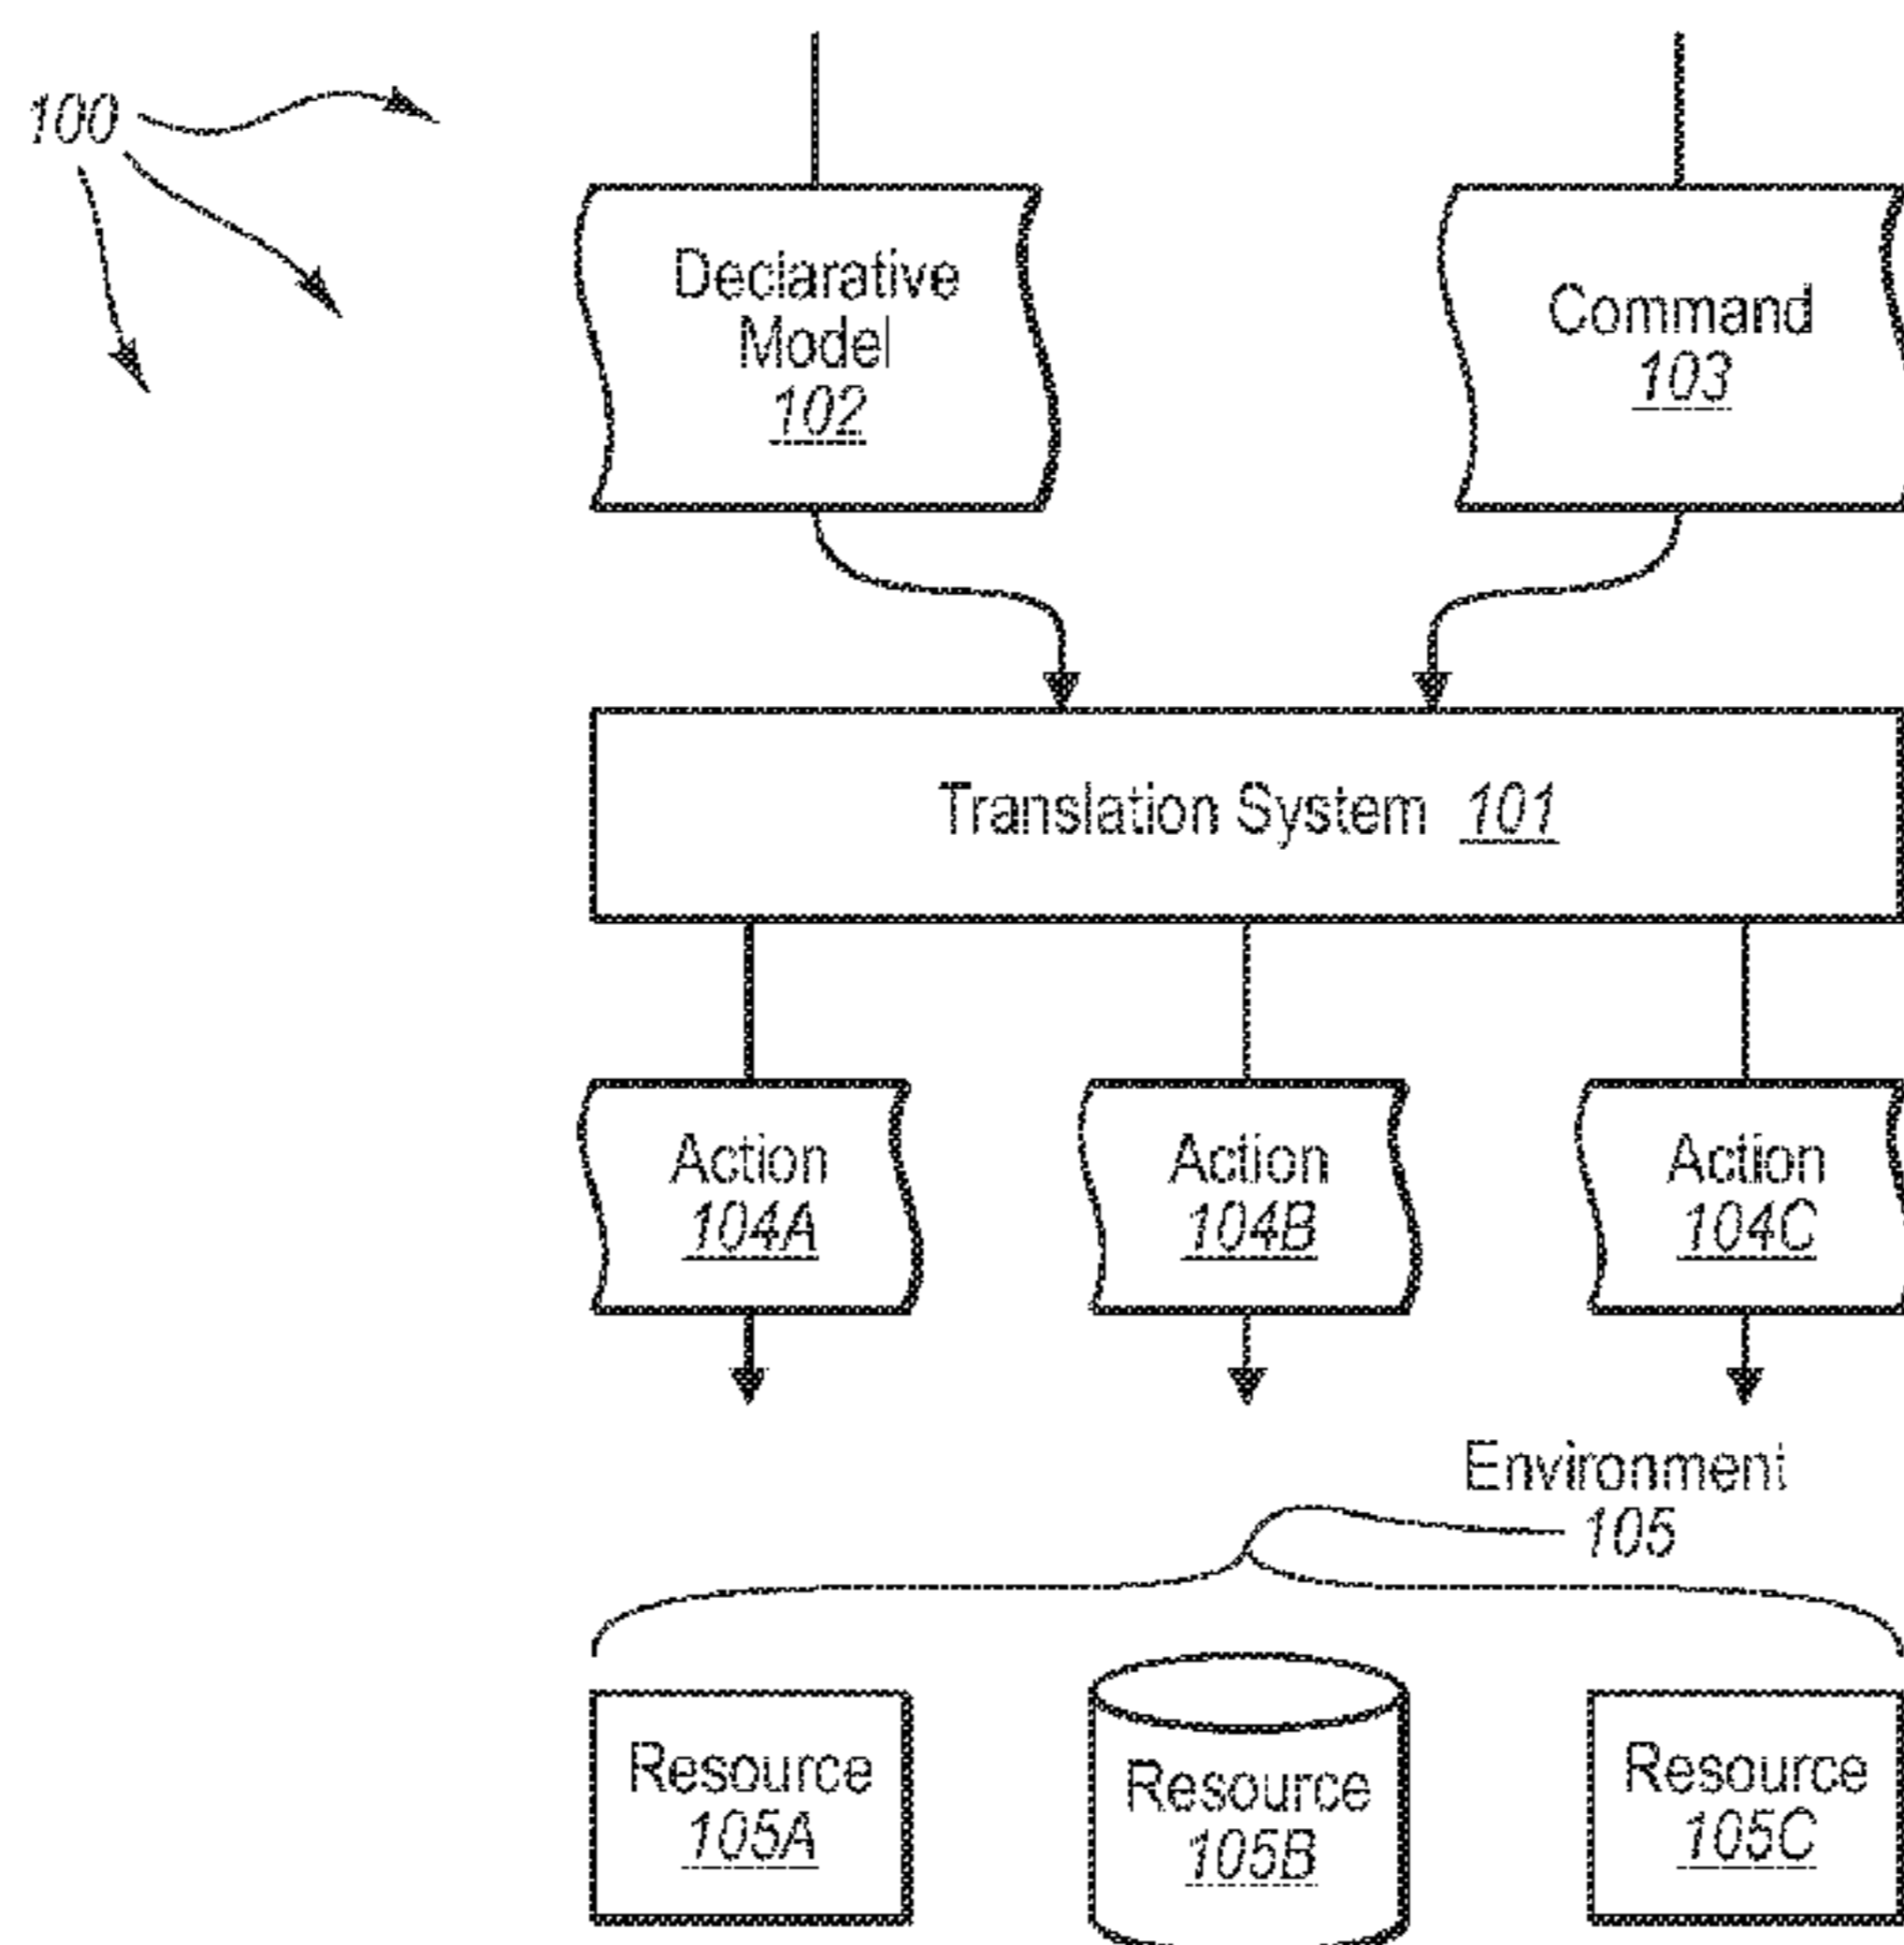 100
Declarative
Model
102
Command
103
Translation System 101
Action
104A
Action
104B
Action
104C
Environment
105
Resource
105A
Resource
105B
Resource
105C